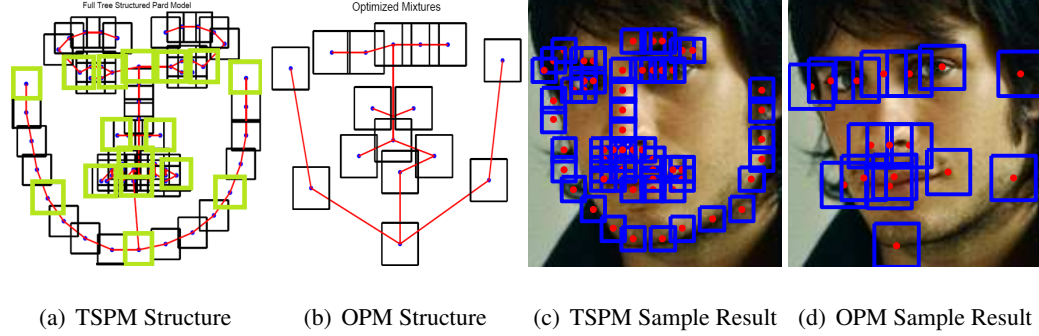 Full Tree Structured Pard Model
Optimized Mixtures
(a) TSPM Structure
(b) OPM Structure
(c) TSPM Sample Result
(d) OPM Sample Result